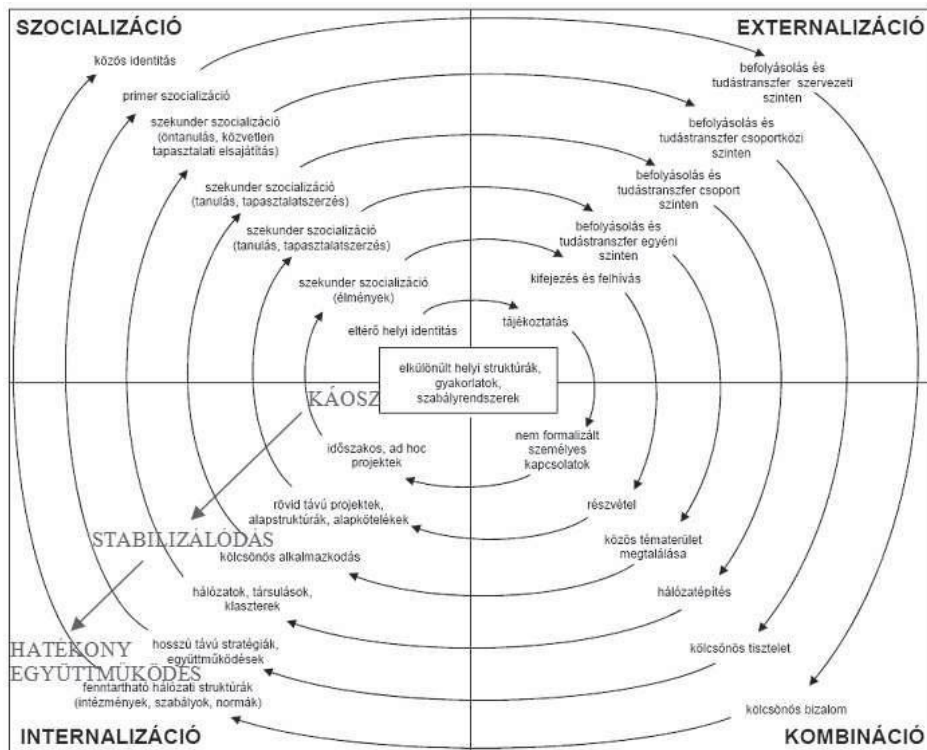 SZOCIALIZÁCIÓ
EXTERNALIZÁCIÓ
közös identitás
primer szocializáció
szekunder szocializáció
(öntanulás, közvetlen
tapasztalati elsajátítás)
szekunder szocializáció
(tanulás, tapasztalatszerzés)
szekunder szocializáció
(tanulás, tapasztalatszerzés)
szekunder szocializáció
(élmények)
eltérő helyi identitás
befolyásolás és
tudástranszfer szervezeti
szinten
befolyásolás és
tudástranszfer csoportközi
szinten
befolyásolás és
tudástranszfer csoport
szinten
befolyásolás és
tudástranszfer egyéni
szinten
kifejezés és felhívás
tájékoztatás
elkülönült helyi struktúrák,
gyakorlatok,
szabályrendszerek
KÁOSZ
időszakos, ad hoc
projektek
rövid távú projektek,
alapstruktúrák, alapkötelékek
STABILIZÁLÓDÁS
kölcsönös alkalmazkodás
hálózatok, társulások,
klaszterek
HATÉKONY
EGYÜTTMŰKÖDÉS
hosszú távú stratégiák,
együttműködések
fenntartható hálózati struktúrák
(intézmények, szabályok, normák)
nem formalizált
személyes
kapcsolatok
részvétel
közös tématerület
megtalálása
hálózatépítés
kölcsönös tisztelet
kölcsönös bizalom
INTERNALIZÁCIÓ
KOMBINÁCIÓ